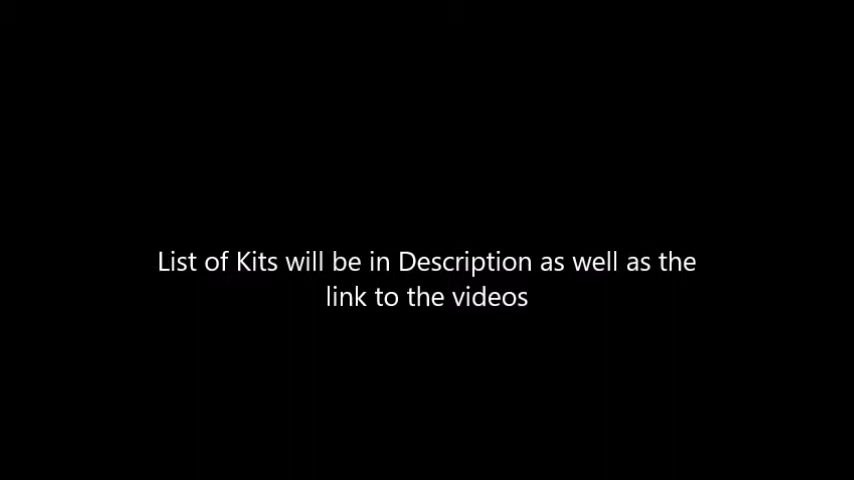 List of Kits will be in Description as well as the
link to the videos